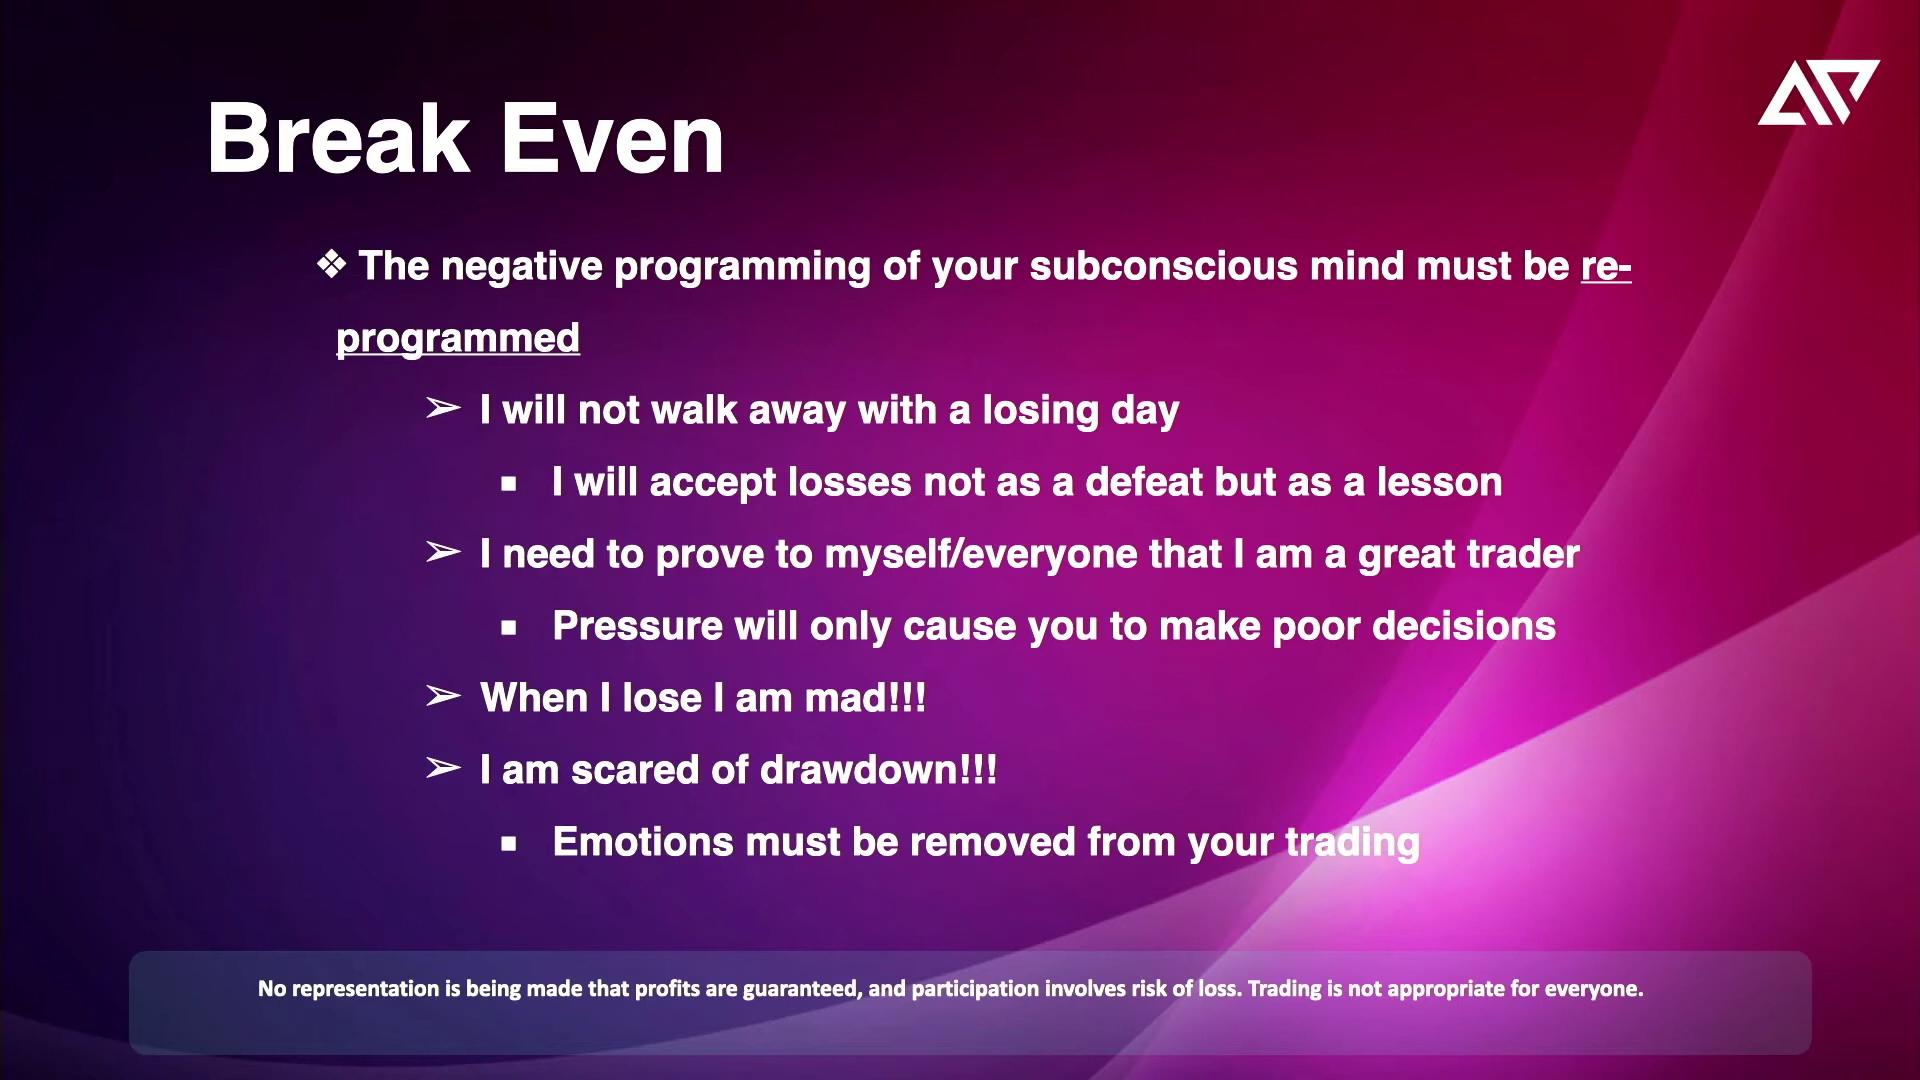 Break Even
❖ The negative programming of your subconscious mind must be re-
programmed
➢ I will not walk away with a losing day
▪ I will accept losses not as a defeat but as a lesson
➢ I need to prove to myself/everyone that I am a great trader
▪ Pressure will only cause you to make poor decisions
➢ When I lose I am mad!!!
➢ I am scared of drawdown!!!
▪ Emotions must be removed from your trading
No representation is being made that profits are guaranteed, and participation involves risk of loss. Trading is not appropriate for everyone.